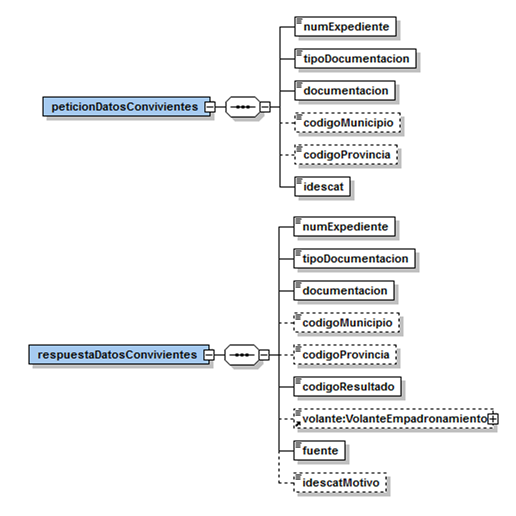 peticionDatosConvivientes
numExpediente
tipoDocumentacion
documentacion
codigoMunicipio
codigoProvincia
idescat
respuestaDatosConvivientes
numExpediente
tipoDocumentacion
documentacion
codigoMunicipio
codigoProvincia
codigoResultado
volante:VolanteEmpadronamiento
fuente
idescatMotivo